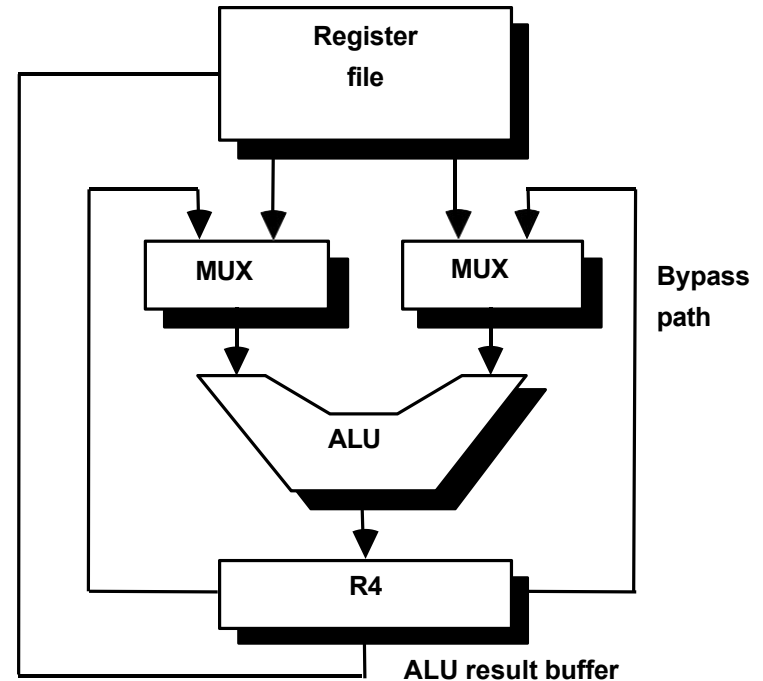 Register
file
MUX
MUX
Bypass
path
ALU
R4
ALU result buffer